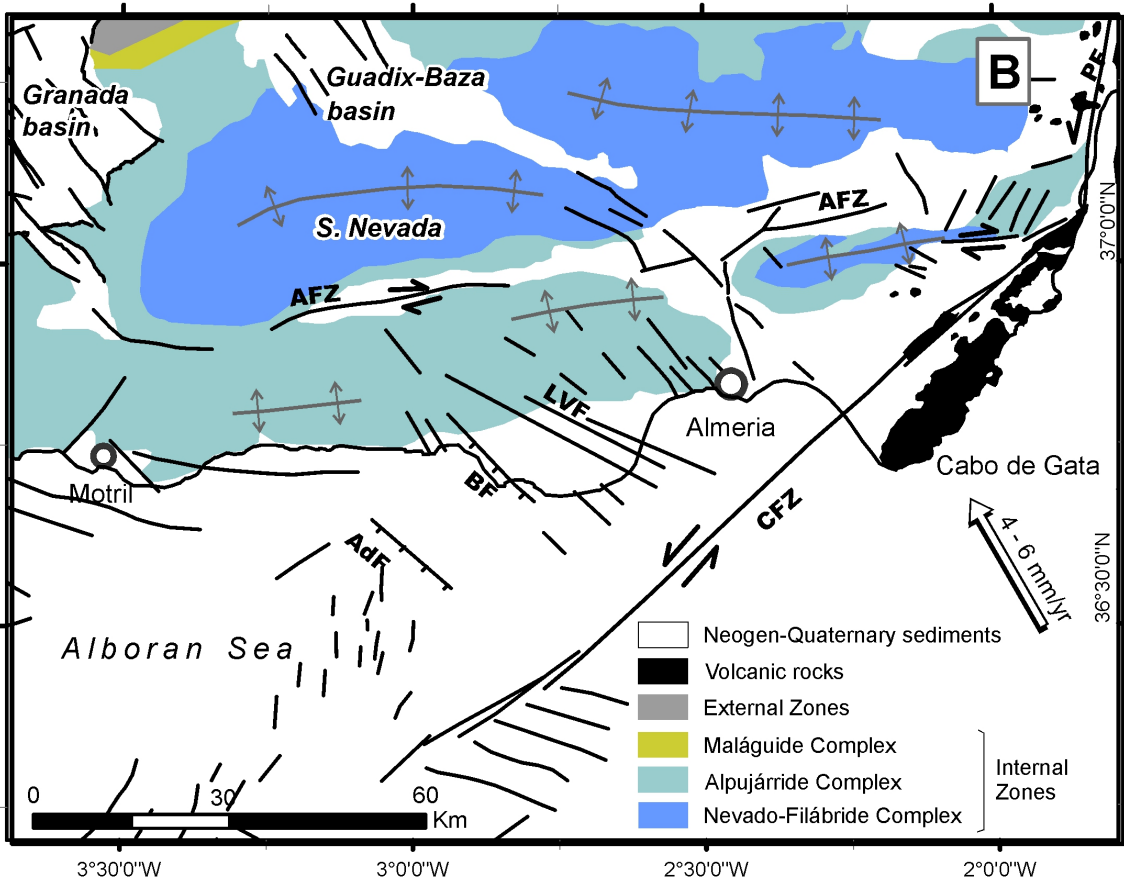 B
PF
Granada
basin
Guadix-Baza
basin
S. Nevada
AFZ
AFZ
37°0'0"N
LVF
Almeria
Cabo de Gata
Motril
BF
CFZ
AdF
4 - 6 mm/yr
36°30'0"N
Alboran Sea
Neogen-Quaternary sediments
Volcanic rocks
External Zones
Maláguide Complex
Alpujárride Complex
Nevado-Filábride Complex
Internal
Zones
0 30 60
Km
3°30'0"W 3°0'0"W 2°30'0"W 2°0'0"W